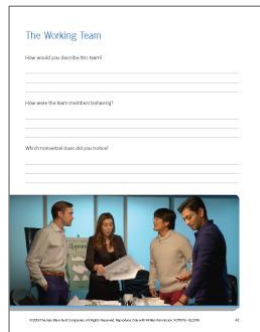 The Working Team
How would you describe this team?
How were the team members behaving?
Which nonverbal clues did you notice?